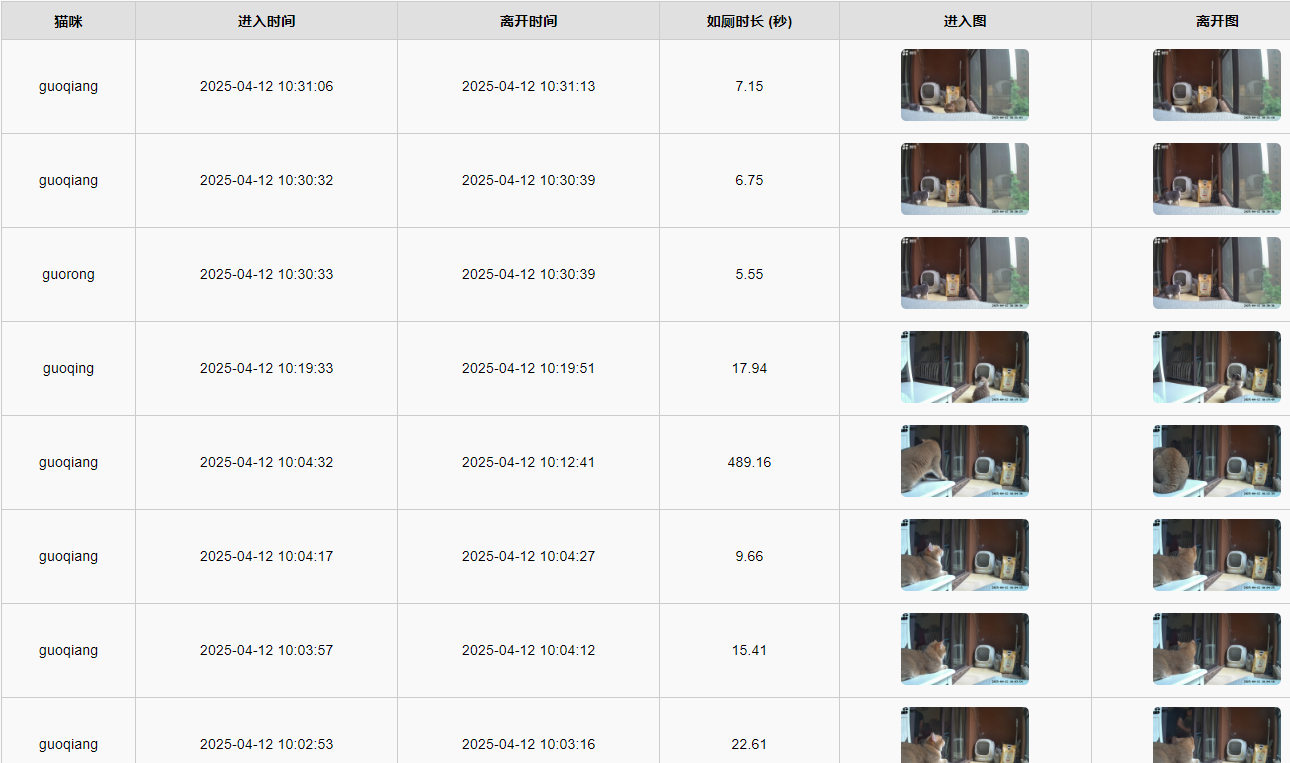 猫咪 进入时间 离开时间 如厕时长 (秒) 进入图 离开图
guoqiang 2025-04-12 10:31:06 2025-04-12 10:31:13 7.15
guoqiang 2025-04-12 10:30:32 2025-04-12 10:30:39 6.75
guorong 2025-04-12 10:30:33 2025-04-12 10:30:39 5.55
guoqing 2025-04-12 10:19:33 2025-04-12 10:19:51 17.94
guoqiang 2025-04-12 10:04:32 2025-04-12 10:12:41 489.16
guoqiang 2025-04-12 10:04:17 2025-04-12 10:04:27 9.66
guoqiang 2025-04-12 10:03:57 2025-04-12 10:04:12 15.41
guoqiang 2025-04-12 10:02:53 2025-04-12 10:03:16 22.61